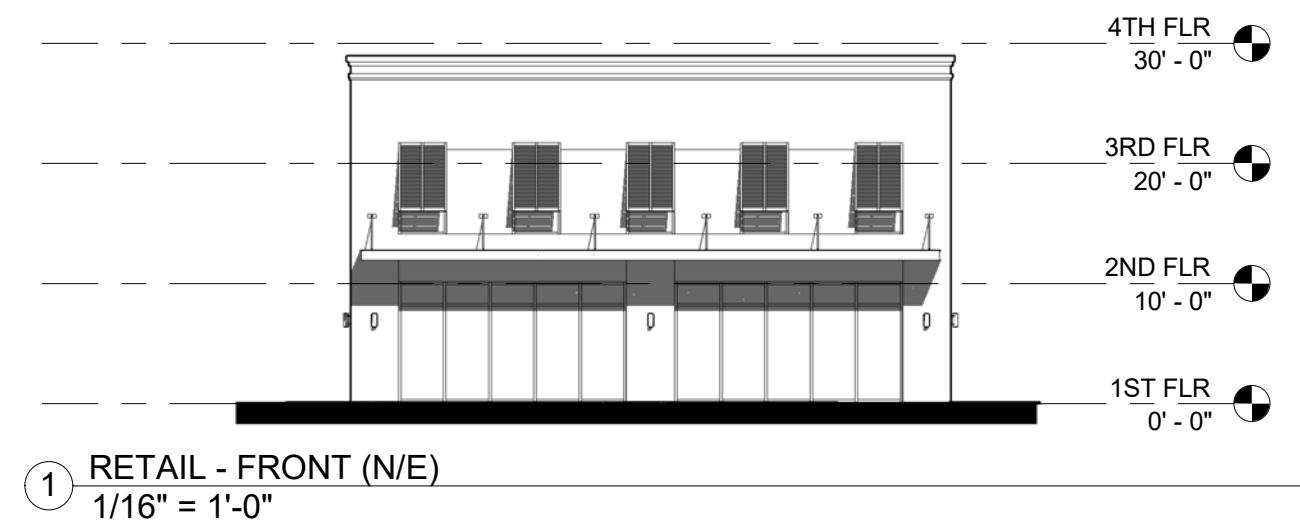 4TH FLR
30' - 0"
3RD FLR
20' - 0"
2ND FLR
10' - 0"
1ST FLR
0' - 0"
1
RETAIL - FRONT (N/E)
1/16" = 1'-0"